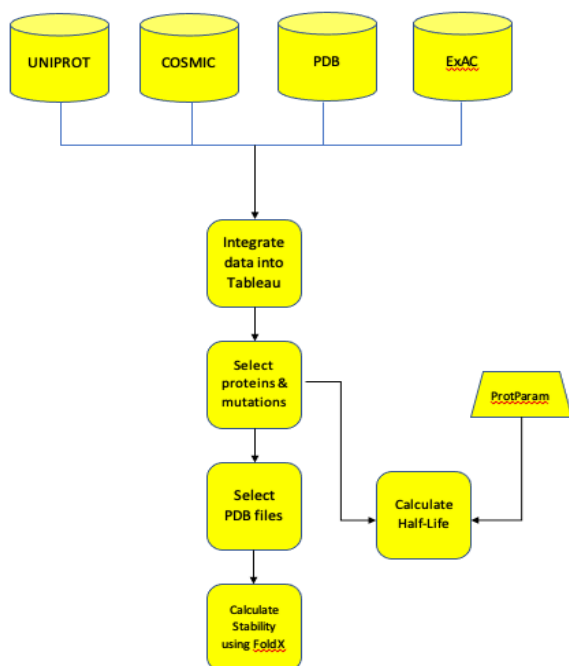 UNIPROT
COSMIC
PDB
ExAC
Integrate
data into
Tableau
Select
proteins &
mutations
ProtParam
Select
PDB files
Calculate
Half-Life
Calculate
Stability
using FoldX